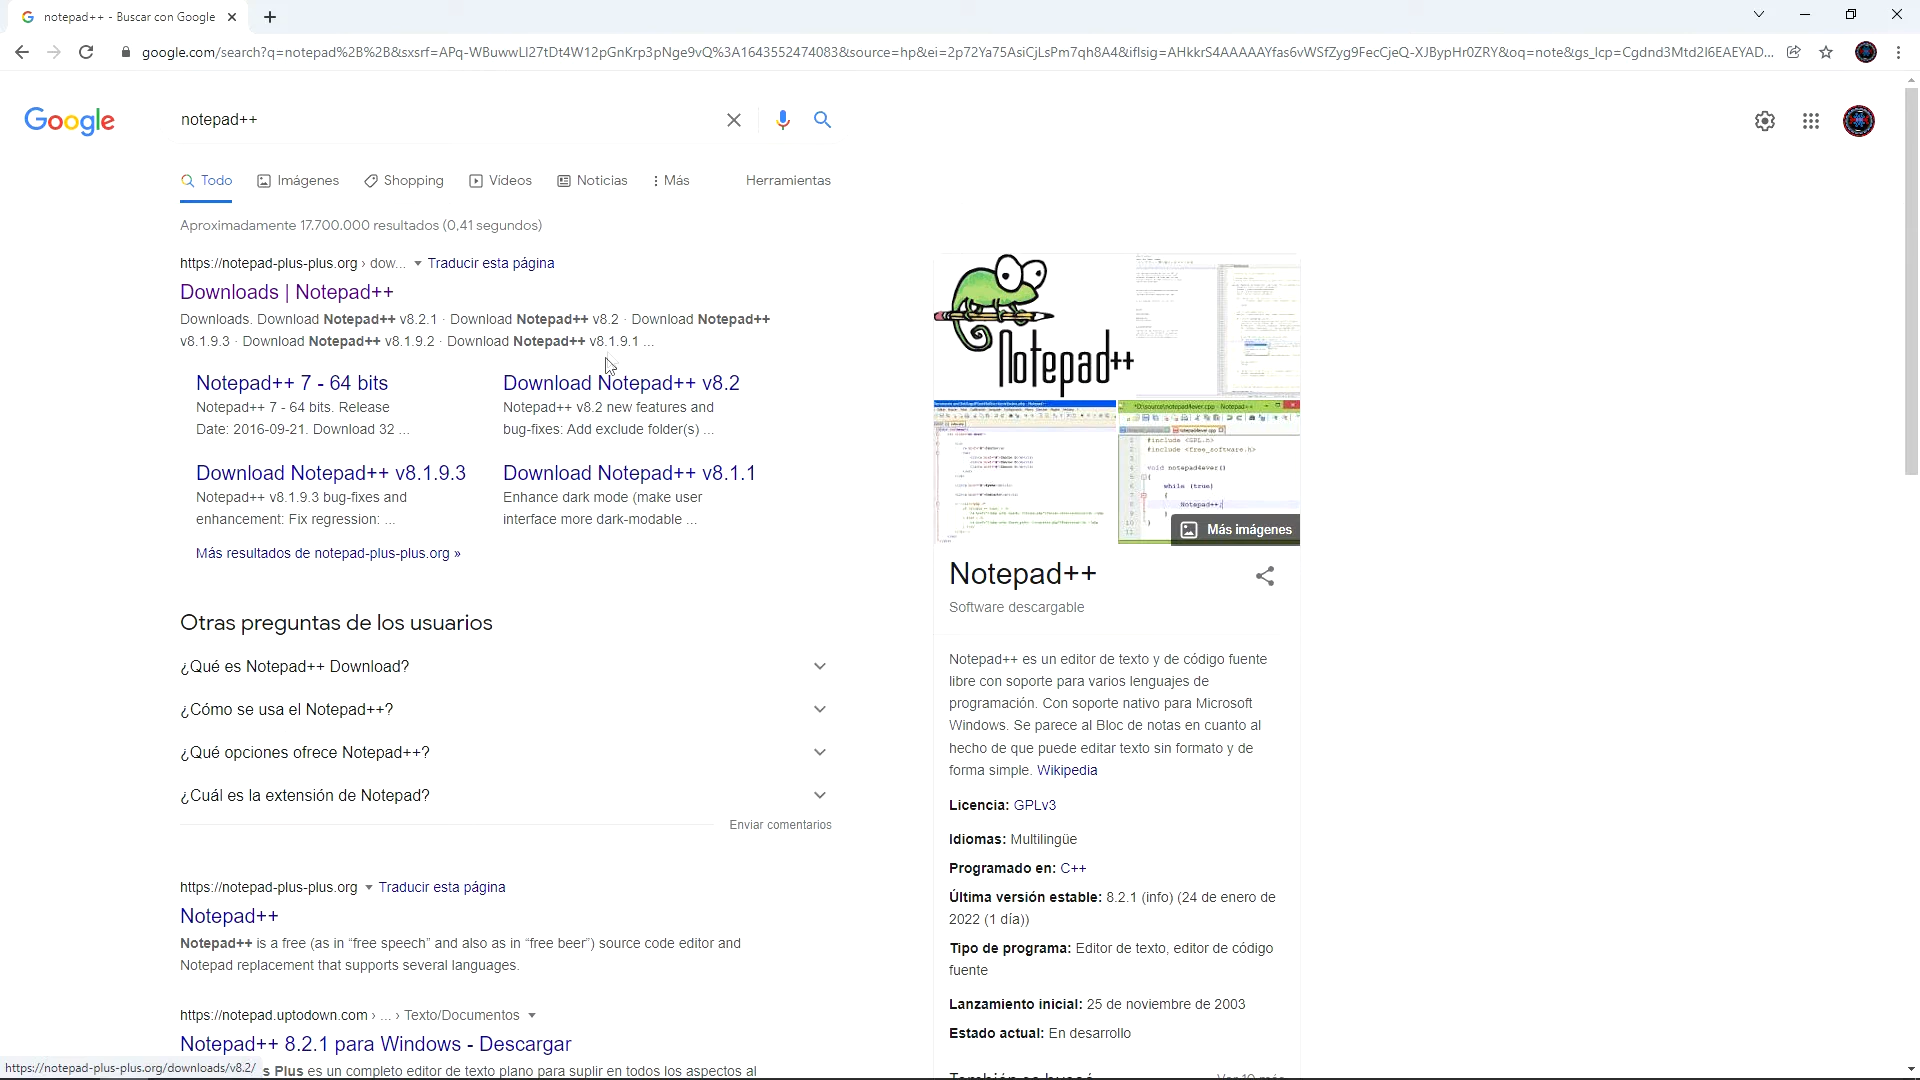 notepad++ - Buscar con Google
google.com/search?q=notepad%2B%2B&sxsrf=APq-WBuwwLI27tDt4W12pGnKrp3pNge9vQ%3A1643552474083&source=hp&ei=2p72Ya75AsiCjLsPm7qh8A4&iflsig=AHkkrS4AAAAAYfas6vWSfZyg9FecCjeQ-XJBypHr0ZRY&oq=note&gs_lcp=Cgdnd3Mtd2l6EAEYAD...
Google
notepad++
Todo Imágenes Shopping Videos Noticias Más Herramientas
Aproximadamente 17.700.000 resultados (0,41 segundos)
https://notepad-plus-plus.org › dow... Traducir esta página
Downloads | Notepad++
Downloads. Download Notepad++ v8.2.1 · Download Notepad++ v8.2 · Download Notepad++
v8.1.9.3 · Download Notepad++ v8.1.9.2 · Download Notepad++ v8.1.9.1 ...
Notepad++ 7 - 64 bits
Notepad++ 7 - 64 bits. Release
Date: 2016-09-21. Download 32 ...
Download Notepad++ v8.2
Notepad++ v8.2 new features and
bug-fixes: Add exclude folder(s) ...
Download Notepad++ v8.1.9.3
Notepad++ v8.1.9.3 bug-fixes and
enhancement: Fix regression: ...
Download Notepad++ v8.1.1
Enhance dark mode (make user
interface more dark-modable ...
Más resultados de notepad-plus-plus.org »
Otras preguntas de los usuarios
¿Qué es Notepad++ Download?
¿Cómo se usa el Notepad++?
¿Qué opciones ofrece Notepad++?
¿Cuál es la extensión de Notepad?
Enviar comentarios
https://notepad-plus-plus.org Traducir esta página
Notepad++
Notepad++ is a free (as in “free speech” and also as in “free beer”) source code editor and
Notepad replacement that supports several languages.
https://notepad.uptodown.com › ... › Texto/Documentos
Notepad++ 8.2.1 para Windows - Descargar
s Plus es un completo editor de texto plano para suplir en todos los aspectos al
https://notepad-plus-plus.org/downloads/v8.2/
Notepad++
*D:\source\notepad4ever.cpp - Notepad++
#include <GPL.h>
#include <free_software.h>
void notepad4ever()
{
while (true)
{
Notepad++;
}
Más imágenes
Notepad++
Software descargable
Notepad++ es un editor de texto y de código fuente
libre con soporte para varios lenguajes de
programación. Con soporte nativo para Microsoft
Windows. Se parece al Bloc de notas en cuanto al
hecho de que puede editar texto sin formato y de
forma simple. Wikipedia
Licencia: GPLv3
Idiomas: Multilingüe
Programado en: C++
Última versión estable: 8.2.1 (info) (24 de enero de
2022 (1 día))
Tipo de programa: Editor de texto, editor de código
fuente
Lanzamiento inicial: 25 de noviembre de 2003
Estado actual: En desarrollo